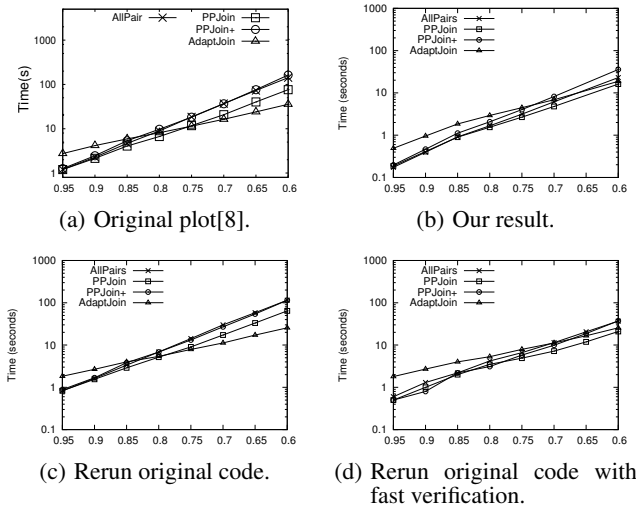 AllPair
PPJoin
PPJoin+
AdaptJoin
Time(s)
1000
100
10
1
0.95 0.9 0.85 0.8 0.75 0.7 0.65 0.6
(a) Original plot[8].
AllPairs
PPJoin
PPJoin+
AdaptJoin
Time (seconds)
1000
100
10
1
0.1
0.95 0.9 0.85 0.8 0.75 0.7 0.65 0.6
(b) Our result.
AllPairs
PPJoin
PPJoin+
AdaptJoin
Time (seconds)
1000
100
10
1
0.1
0.95 0.9 0.85 0.8 0.75 0.7 0.65 0.6
(c) Rerun original code.
AllPairs
PPJoin
PPJoin+
AdaptJoin
Time (seconds)
1000
100
10
1
0.1
0.95 0.9 0.85 0.8 0.75 0.7 0.65 0.6
(d) Rerun original code with
fast verification.